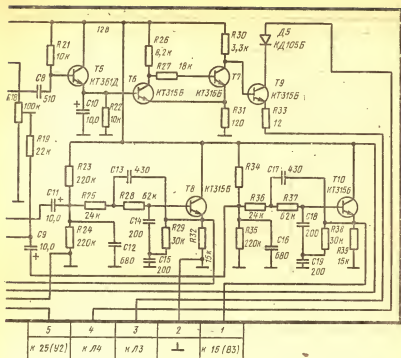 12В
R21
10к
T5
КТ361Д
C8
510
R18
100к
R19
22к
C10
10,0
R22
10к
R26
8,2к
T6
КТ315Б
R27 18к
R30
3,3к
T7
КТ315Б
R31
120
Д5
КД105Б
T9
КТ315Б
R33
12
R23
220к
C13 430
R25
24к
R28 62к
T8
КТ315Б
C11
10,0
C14
200
R29
30к
R32
15к
R24
220к
C12
680
C15
200
C9
10,0
R34
C17 430
R36
24к
R37
62к
T10
КТ315Б
C18
200
R38
30к
R39
15к
R35
220к
C16
680
C19
200
5 4 3 2 1
к 25(У2) к Л4 к Л3 ⊥ к 15(В3)